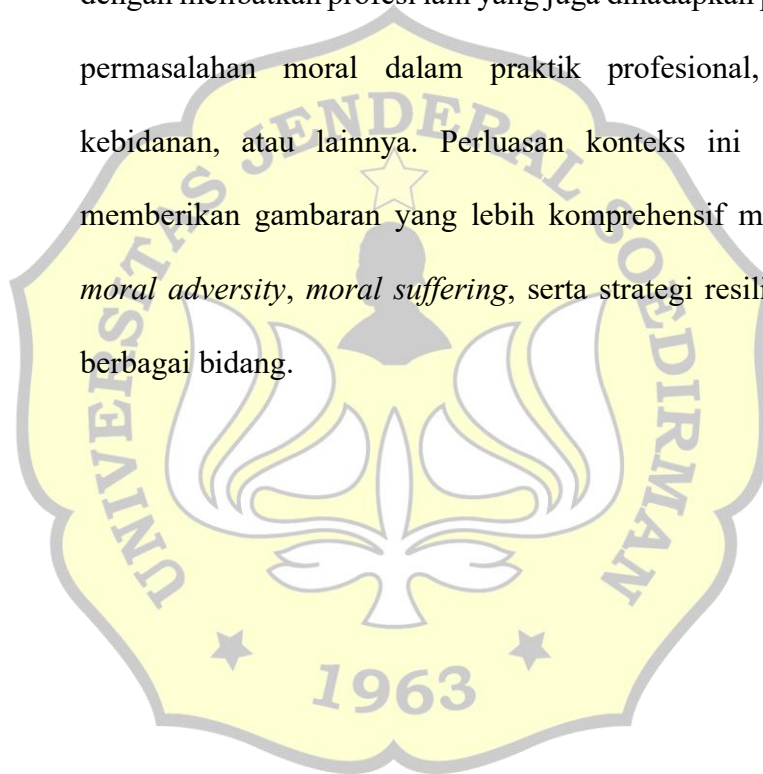 dengan melibatkan profesi lain yang juga dihadapkan
permasalahan moral dalam praktik profesional,
kebidanan, atau lainnya. Perluasan konteks ini
memberikan gambaran yang lebih komprehensif
moral adversity, moral suffering, serta strategi
berbagai bidang.
UNIVERSITAS JENDERAL SOEDIRMAN
1963